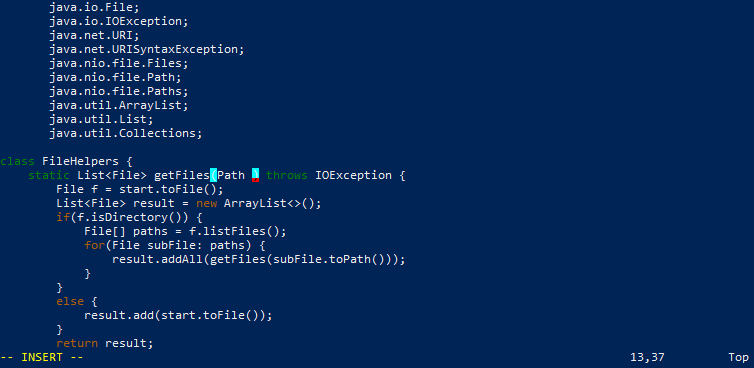 java.io.File;
java.io.IOException;
java.net.URI;
java.net.URISyntaxException;
java.nio.file.Files;
java.nio.file.Path;
java.nio.file.Paths;
java.util.ArrayList;
java.util.List;
java.util.Collections;
class FileHelpers {
static List<File> getFiles(Path ) throws IOException {
File f = start.toFile();
List<File> result = new ArrayList<>();
if(f.isDirectory()) {
File[] paths = f.listFiles();
for(File subFile: paths) {
result.addAll(getFiles(subFile.toPath()));
}
}
else {
result.add(start.toFile());
}
return result;
-- INSERT -- 13,37 Top